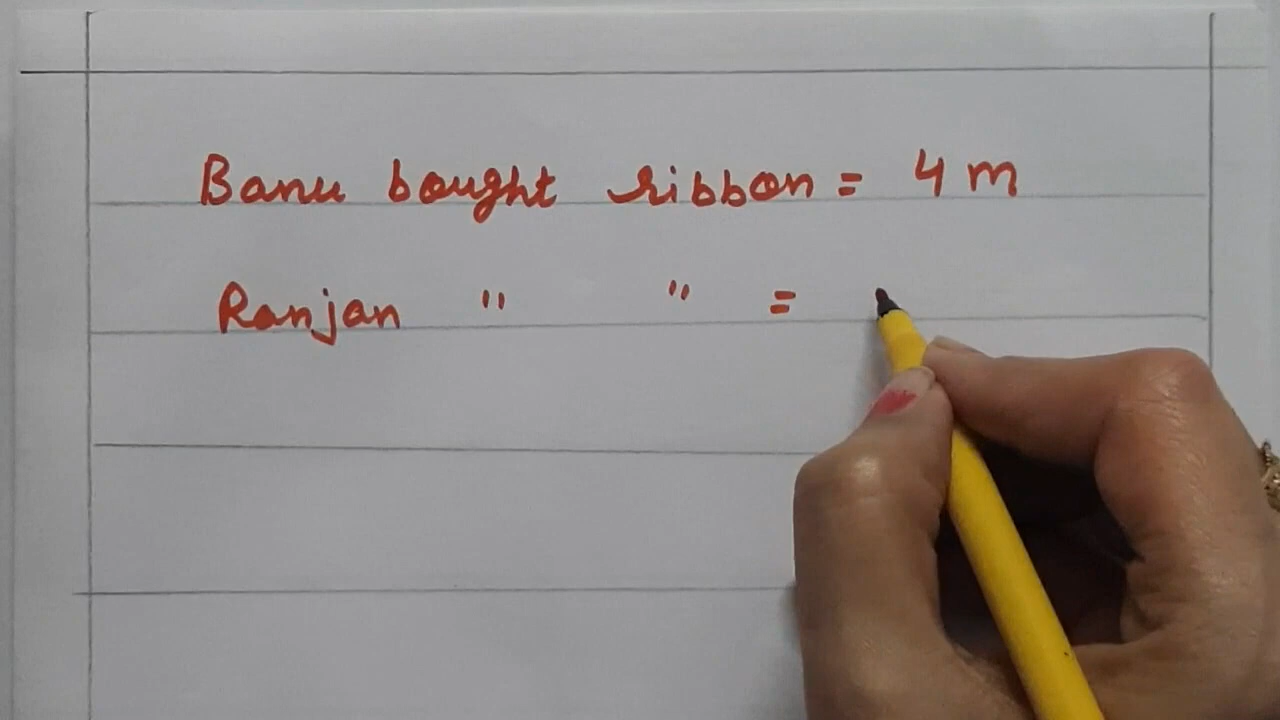 Banu bought ribbon = 4 m
Ranjan " " =